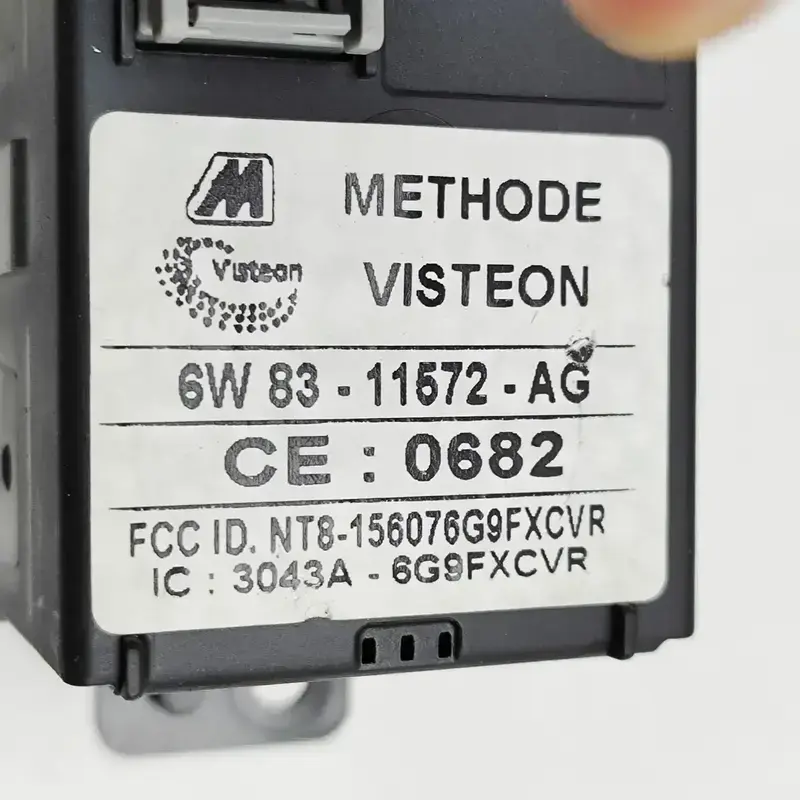 M METHODE
Visteon VISTEON
6W 83 - 11572 - AG
CE : 0682
FCC ID. NT8-156076G9FXCVR
IC : 3043A - 6G9FXCVR